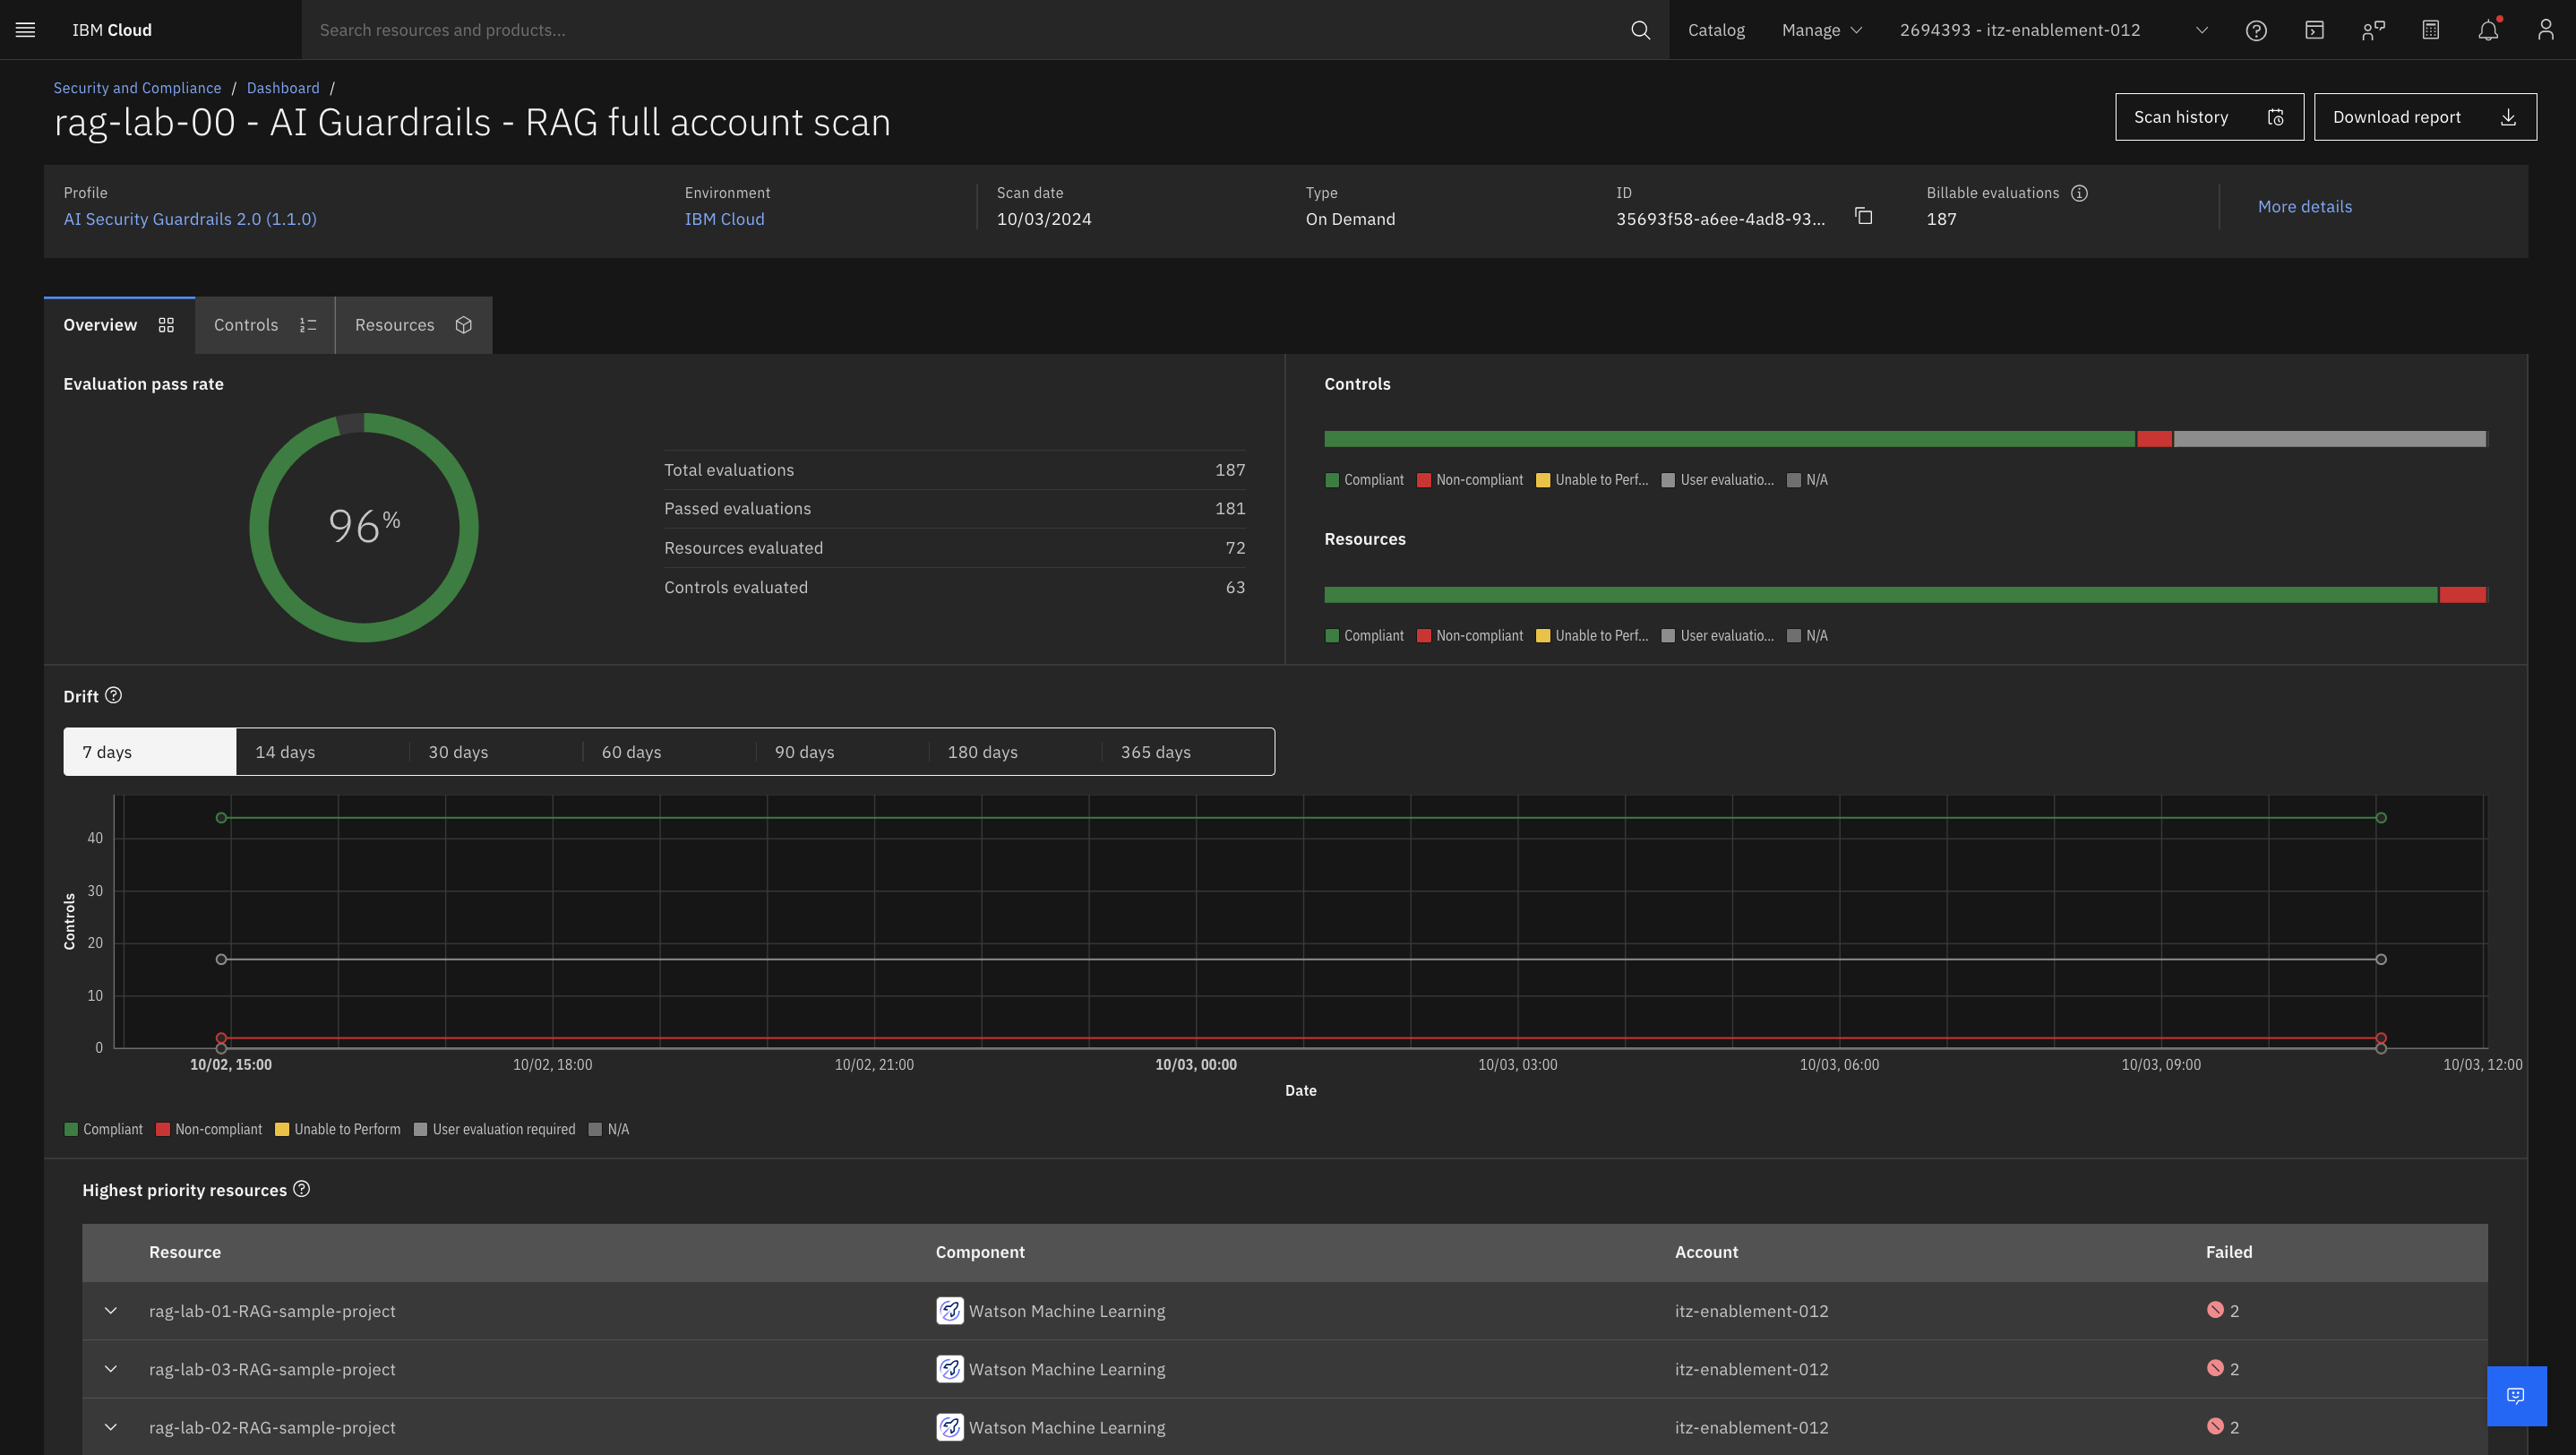 IBM Cloud
Search resources and products...
Catalog
Manage
2694393 - itz-enablement-012
Security and Compliance / Dashboard /
rag-lab-00 - AI Guardrails - RAG full account scan
Scan history
Download report
Profile
AI Security Guardrails 2.0 (1.1.0)
Environment
IBM Cloud
Scan date
10/03/2024
Type
On Demand
ID
35693f58-a6ee-4ad8-93...
Billable evaluations
187
More details
Overview
Controls
Resources
Evaluation pass rate
96%
Total evaluations 187
Passed evaluations 181
Resources evaluated 72
Controls evaluated 63
Controls
Compliant Non-compliant Unable to Perf... User evaluatio... N/A
Resources
Compliant Non-compliant Unable to Perf... User evaluatio... N/A
Drift
7 days 14 days 30 days 60 days 90 days 180 days 365 days
Controls
40
30
20
10
0
10/02, 15:00 10/02, 18:00 10/02, 21:00 10/03, 00:00 10/03, 03:00 10/03, 06:00 10/03, 09:00 10/03, 12:00
Date
Compliant Non-compliant Unable to Perform User evaluation required N/A
Highest priority resources
Resource Component Account Failed
rag-lab-01-RAG-sample-project Watson Machine Learning itz-enablement-012 2
rag-lab-03-RAG-sample-project Watson Machine Learning itz-enablement-012 2
rag-lab-02-RAG-sample-project Watson Machine Learning itz-enablement-012 2